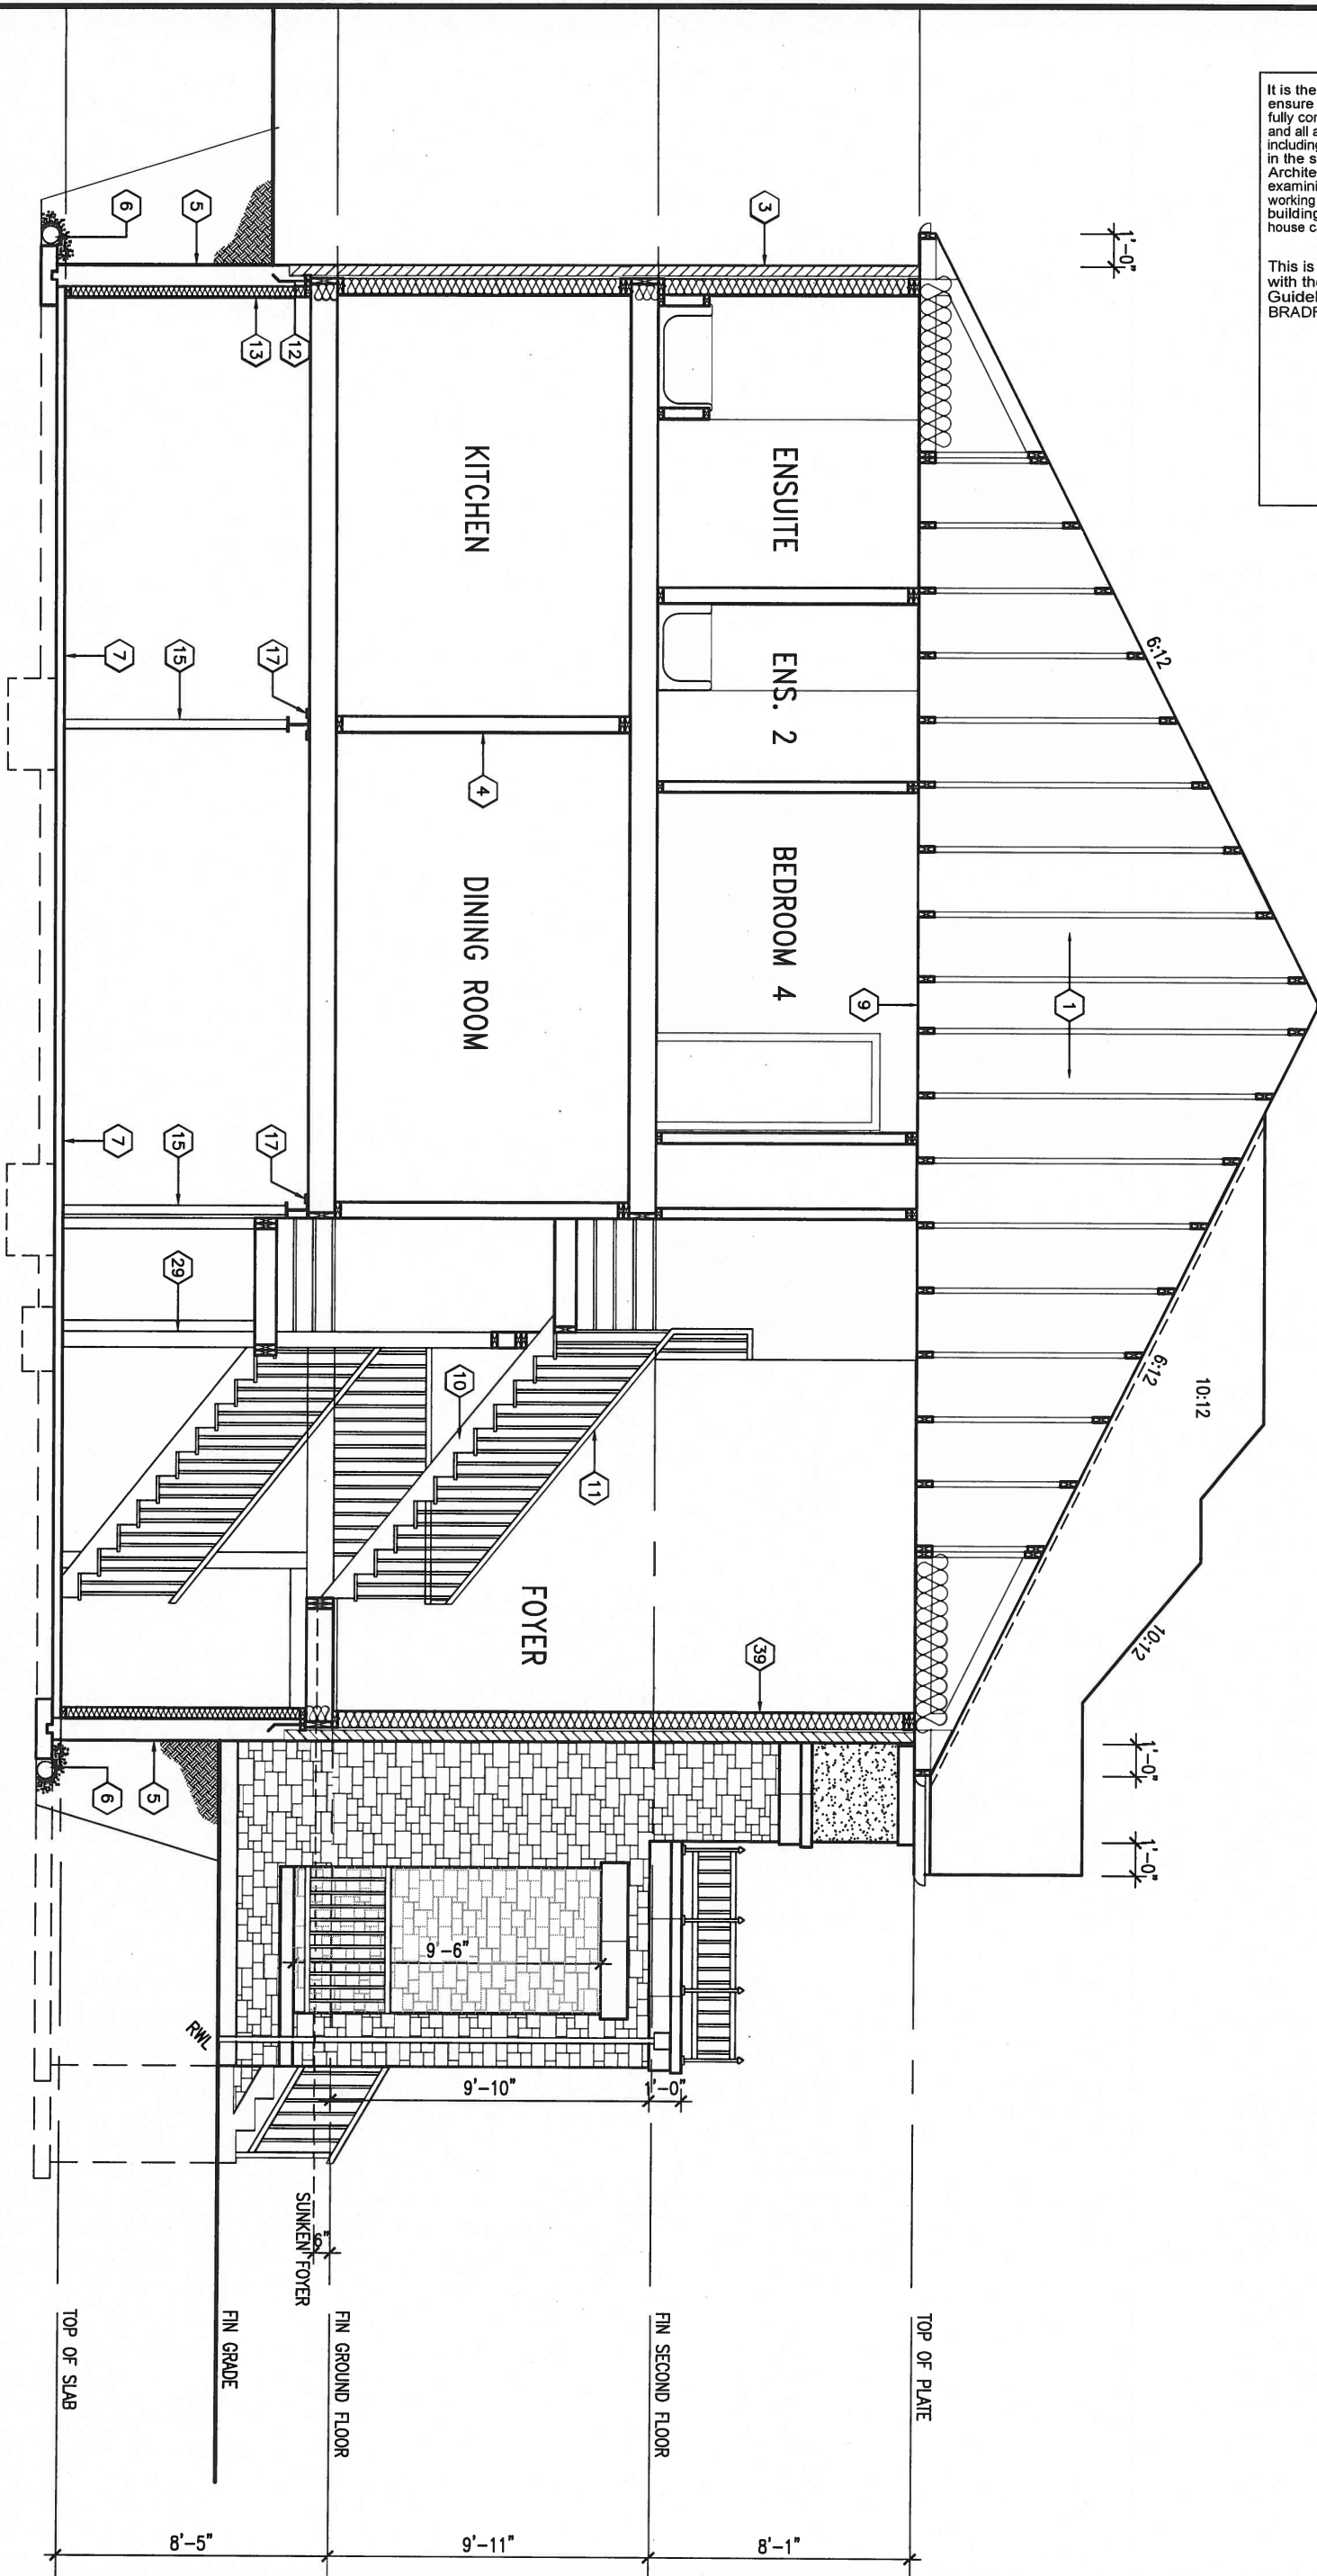 It is the
ensure
fully con
and all a
including
in the s
Archite
examini
working
building
house c
This is
with the
Guidel
BRADF
1'-0"
3
5
6
13
12
KITCHEN
ENSUITE
ENS. 2
BEDROOM 4
DINING ROOM
FOYER
6:12
6:12
10:12
10:12
1
9
7
15
17
4
7
15
17
29
10
11
39
5
6
1'-0"
1'-0"
9'-6"
RWL
9'-10"
1'-0"
6"
SUNKEN FOYER
TOP OF PLATE
FIN SECOND FLOOR
FIN GROUND FLOOR
FIN GRADE
TOP OF SLAB
8'-1"
9'-11"
8'-5"